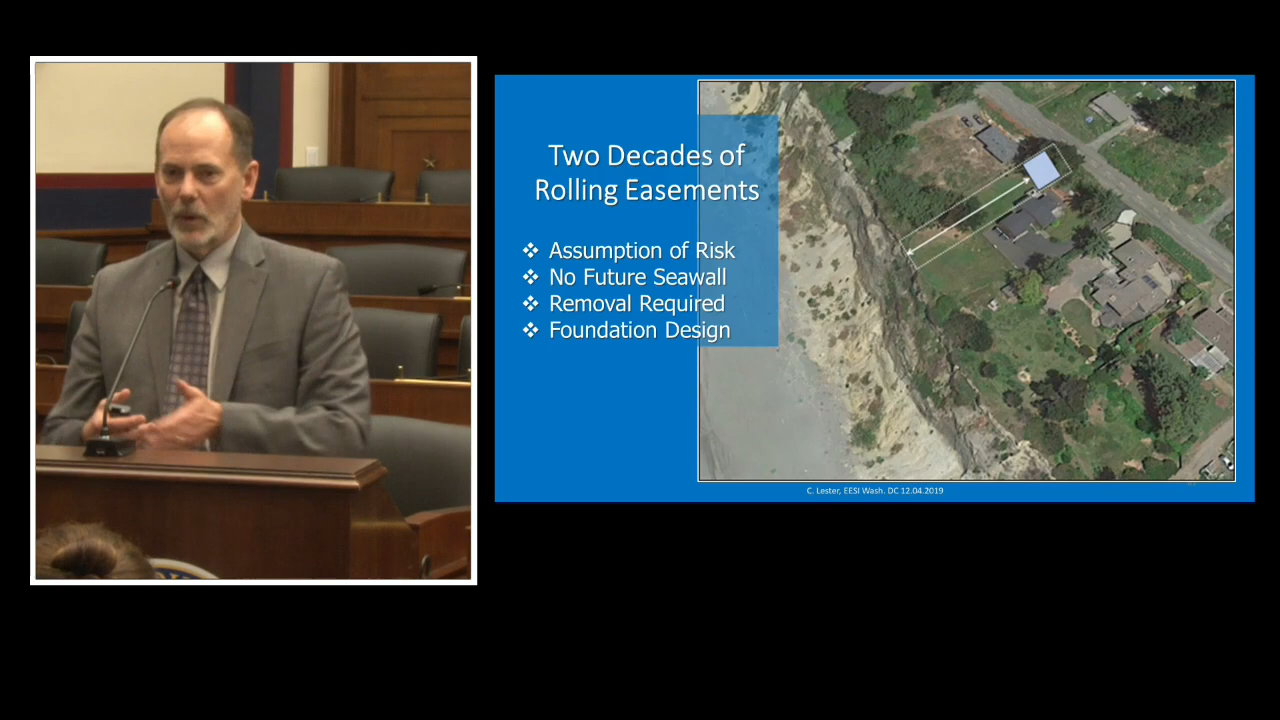 Two Decades of
Rolling Easements
❖ Assumption of Risk
❖ No Future Seawall
❖ Removal Required
❖ Foundation Design
C. Lester, EESI Wash. DC 12.04.2019